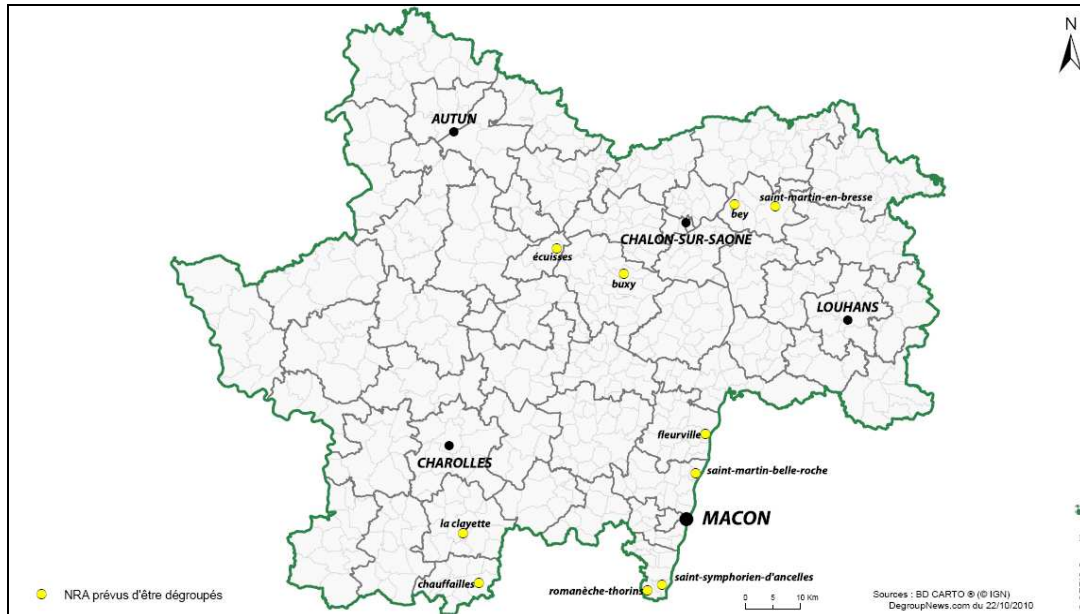 N
AUTUN
saint-martin-en-bresse
bey
CHALON-SUR-SAONE
écuisses
buxy
LOUHANS
fleurville
CHAROLLES
saint-martin-belle-roche
MACON
la clayette
chauffailles
saint-symphorien-d'ancelles
romanèche-thorins
NRA prévus d'être dégroupés
0 5 10 Km
Sources : BD CARTO ® (© IGN)
DegroupNews.com du 22/10/2010